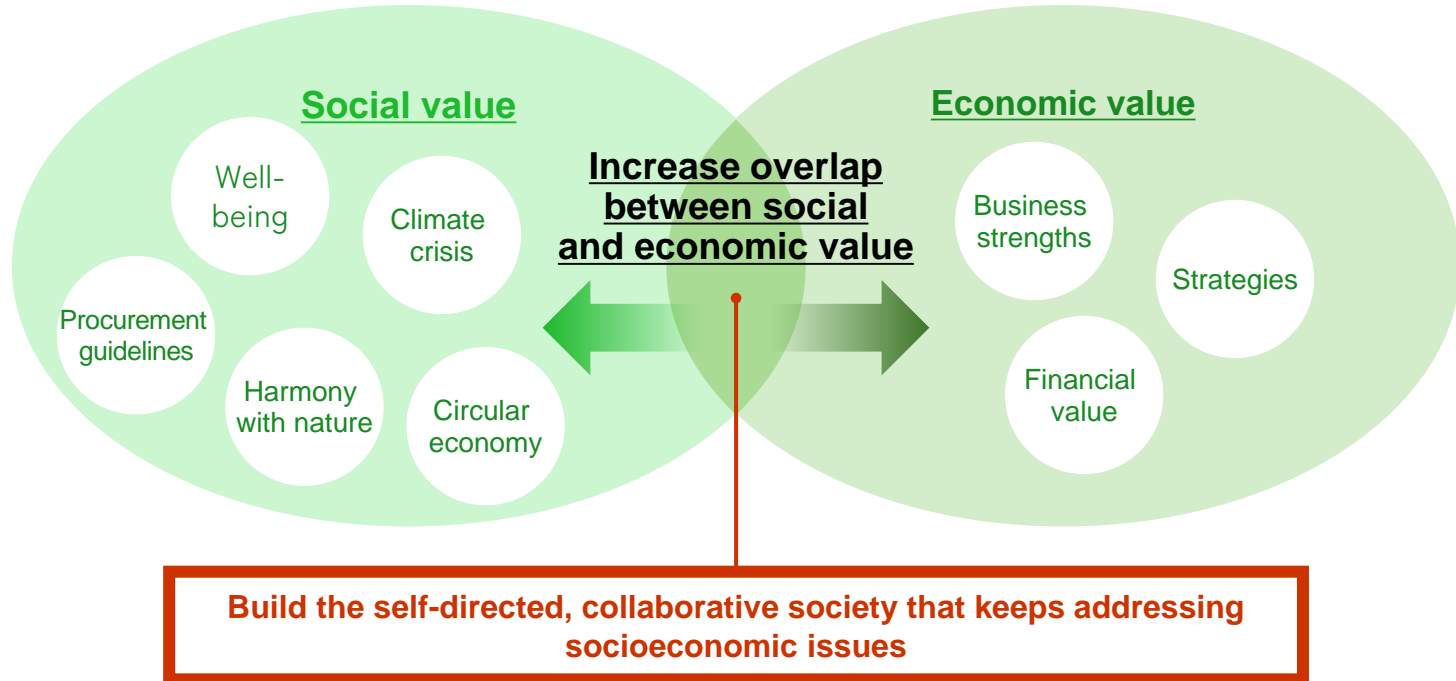 Social value
Economic value
Well-
being
Climate
crisis
Procurement
guidelines
Harmony
with nature
Circular
economy
Increase overlap
between social
and economic value
Business
strengths
Strategies
Financial
value
Build the self-directed, collaborative society that keeps addressing
socioeconomic issues